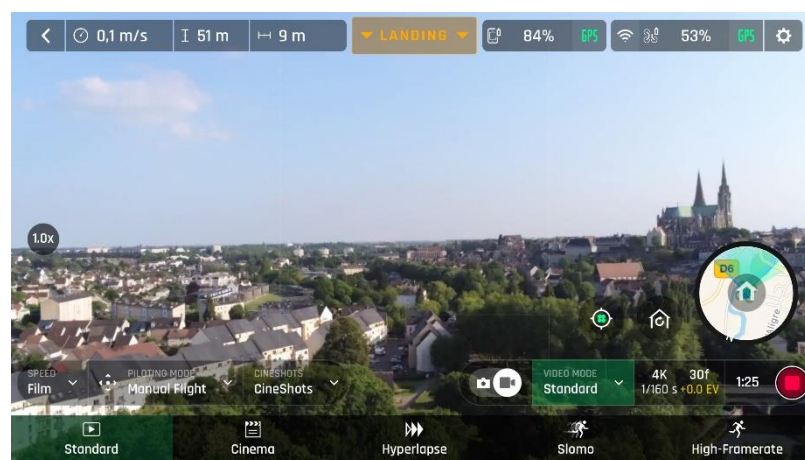 0,1 m/s
51 m
9 m
LANDING
84%
GPS
53%
GPS
1.0x
D6
Aligre
N
SPEED
Film
PILOTING MODE
Manual Flight
CINESHOTS
CineShots
VIDEO MODE
Standard
4K 30f
1/160 s +0.0 EV
1:25
Standard
Cinema
Hyperlapse
Slomo
High-Framerate